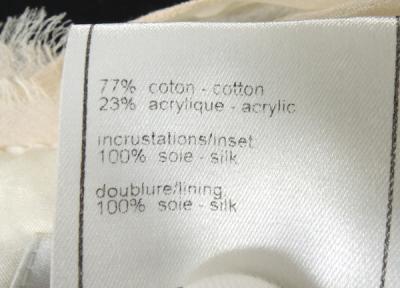 77% coton - cotton
23% acrylique - acrylic
incrustations/inset
100% soie - silk
doublure/lining
100% soie - silk